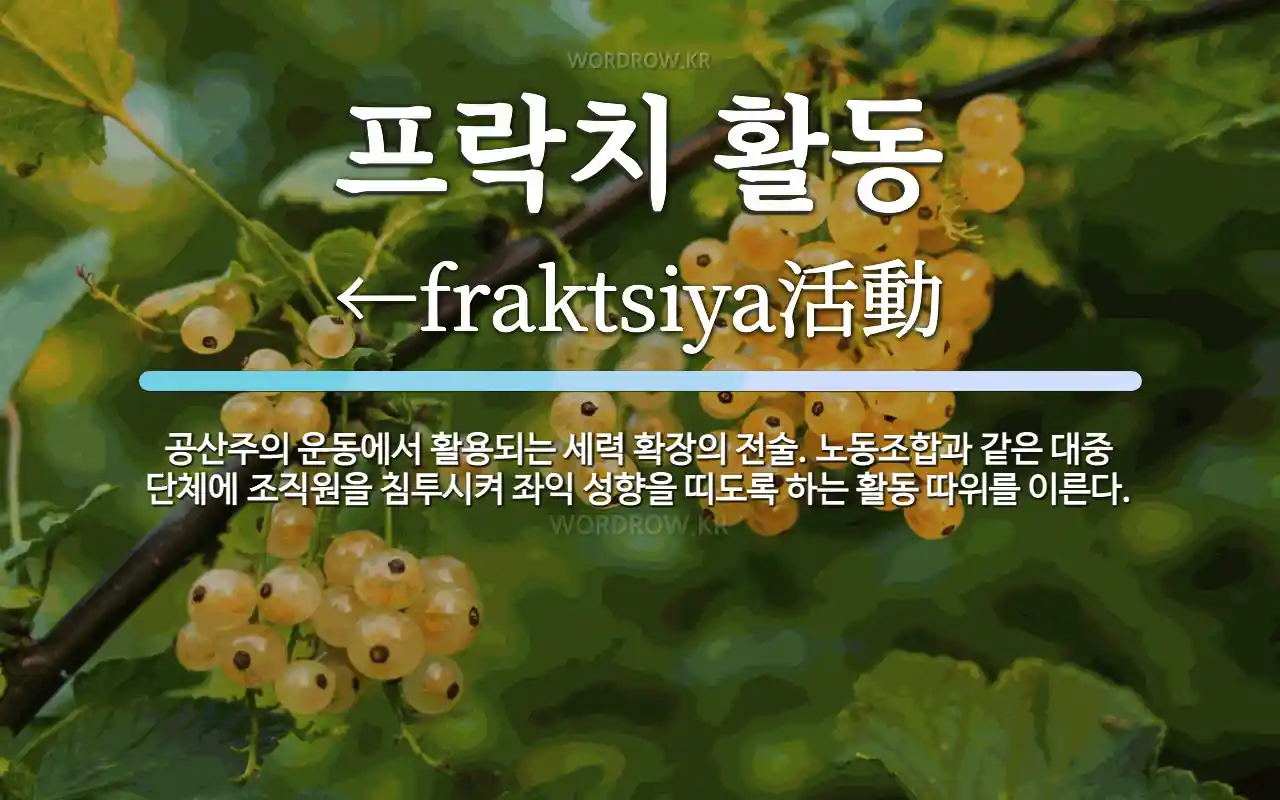 WORDROW.KR
프락치 활동
←fraktsiya活動
공산주의 운동에서 활용되는 세력 확장의 전술. 노동조합과 같은 대중
단체에 조직원을 침투시켜 좌익 성향을 띠도록 하는 활동 따위를 이른다.
WORDROW.KR